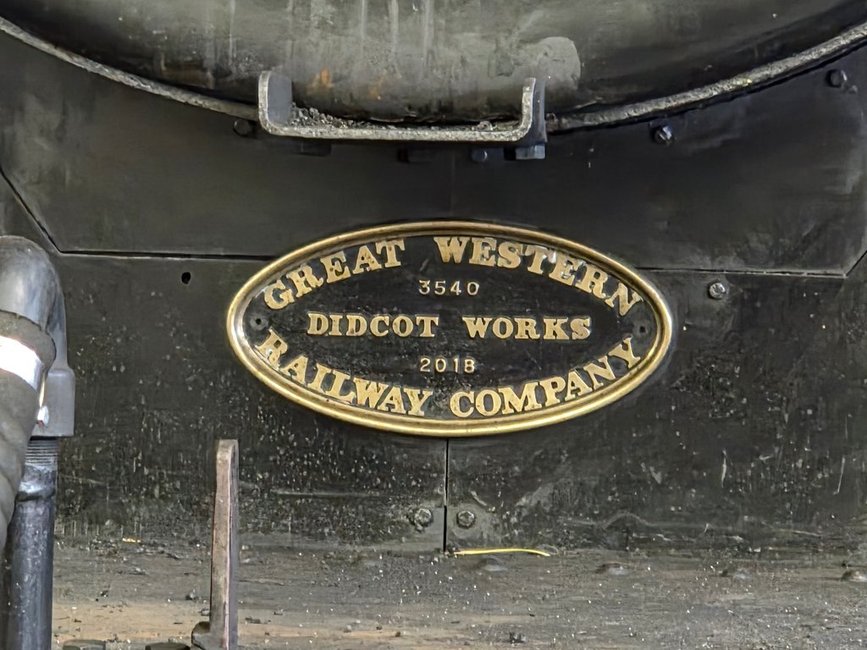 GREAT WESTERN
3540
DIDCOT WORKS
2018
RAILWAY COMPANY